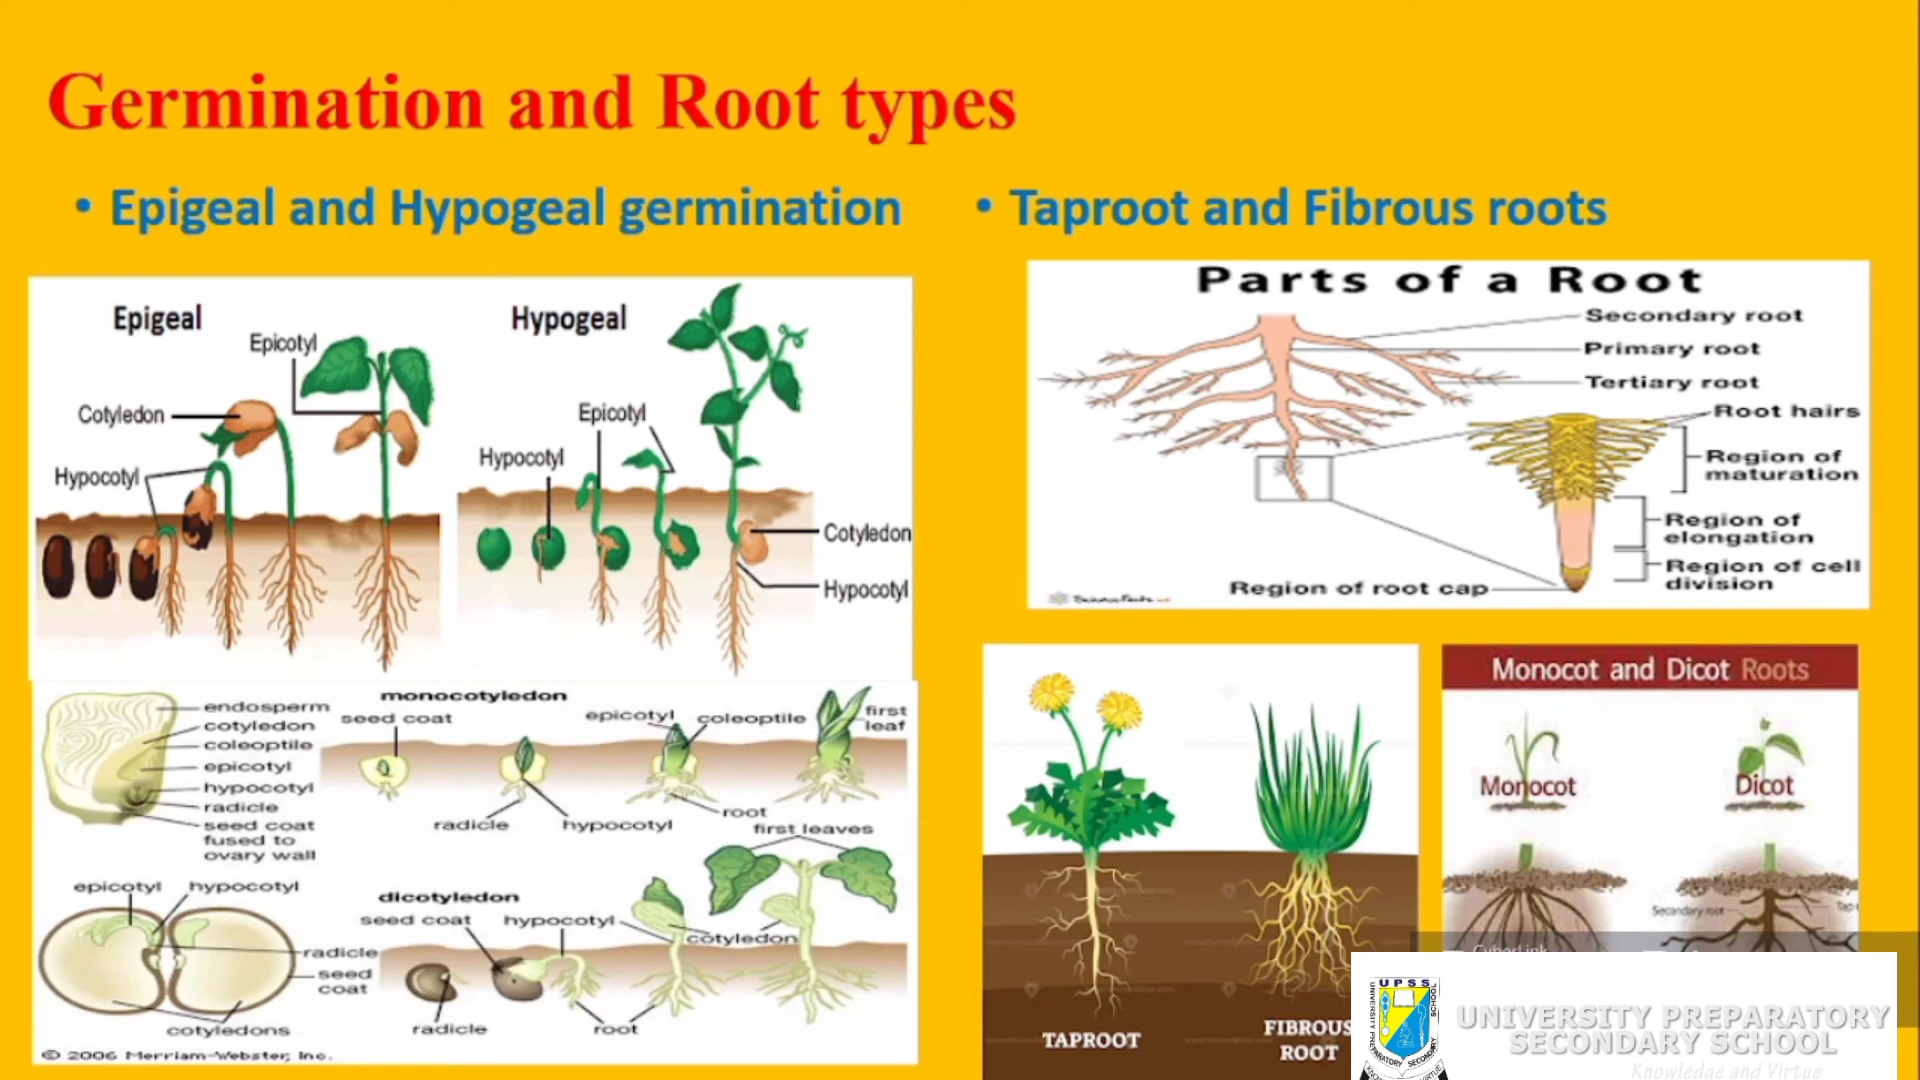 Germination and Root types
• Epigeal and Hypogeal germination
• Taproot and Fibrous roots
Epigeal
Epicotyl
Cotyledon
Hypocotyl
Hypogeal
Epicotyl
Hypocotyl
Cotyledon
Hypocotyl
endosperm
cotyledon
coleoptile
epicotyl
hypocotyl
radicle
seed coat
fused to
ovary wall
monocotyledon
seed coat
epicotyl
coleoptile
first
leaf
radicle
hypocotyl
root
first leaves
epicotyl
hypocotyl
radicle
seed
coat
cotyledons
dicotyledon
seed coat
hypocotyl
cotyledon
radicle
root
© 2006 Merriam-Webster, Inc.
Parts of a Root
Secondary root
Primary root
Tertiary root
Root hairs
Region of
maturation
Region of
elongation
Region of cell
division
Region of root cap
TAPROOT
FIBROUS
ROOT
Monocot and Dicot Roots
Monocot
Dicot
Secondary root
CyberLink
UPSS
UNIVERSITY PREPARATORY
SECONDARY SCHOOL
Knowledge and Virtue